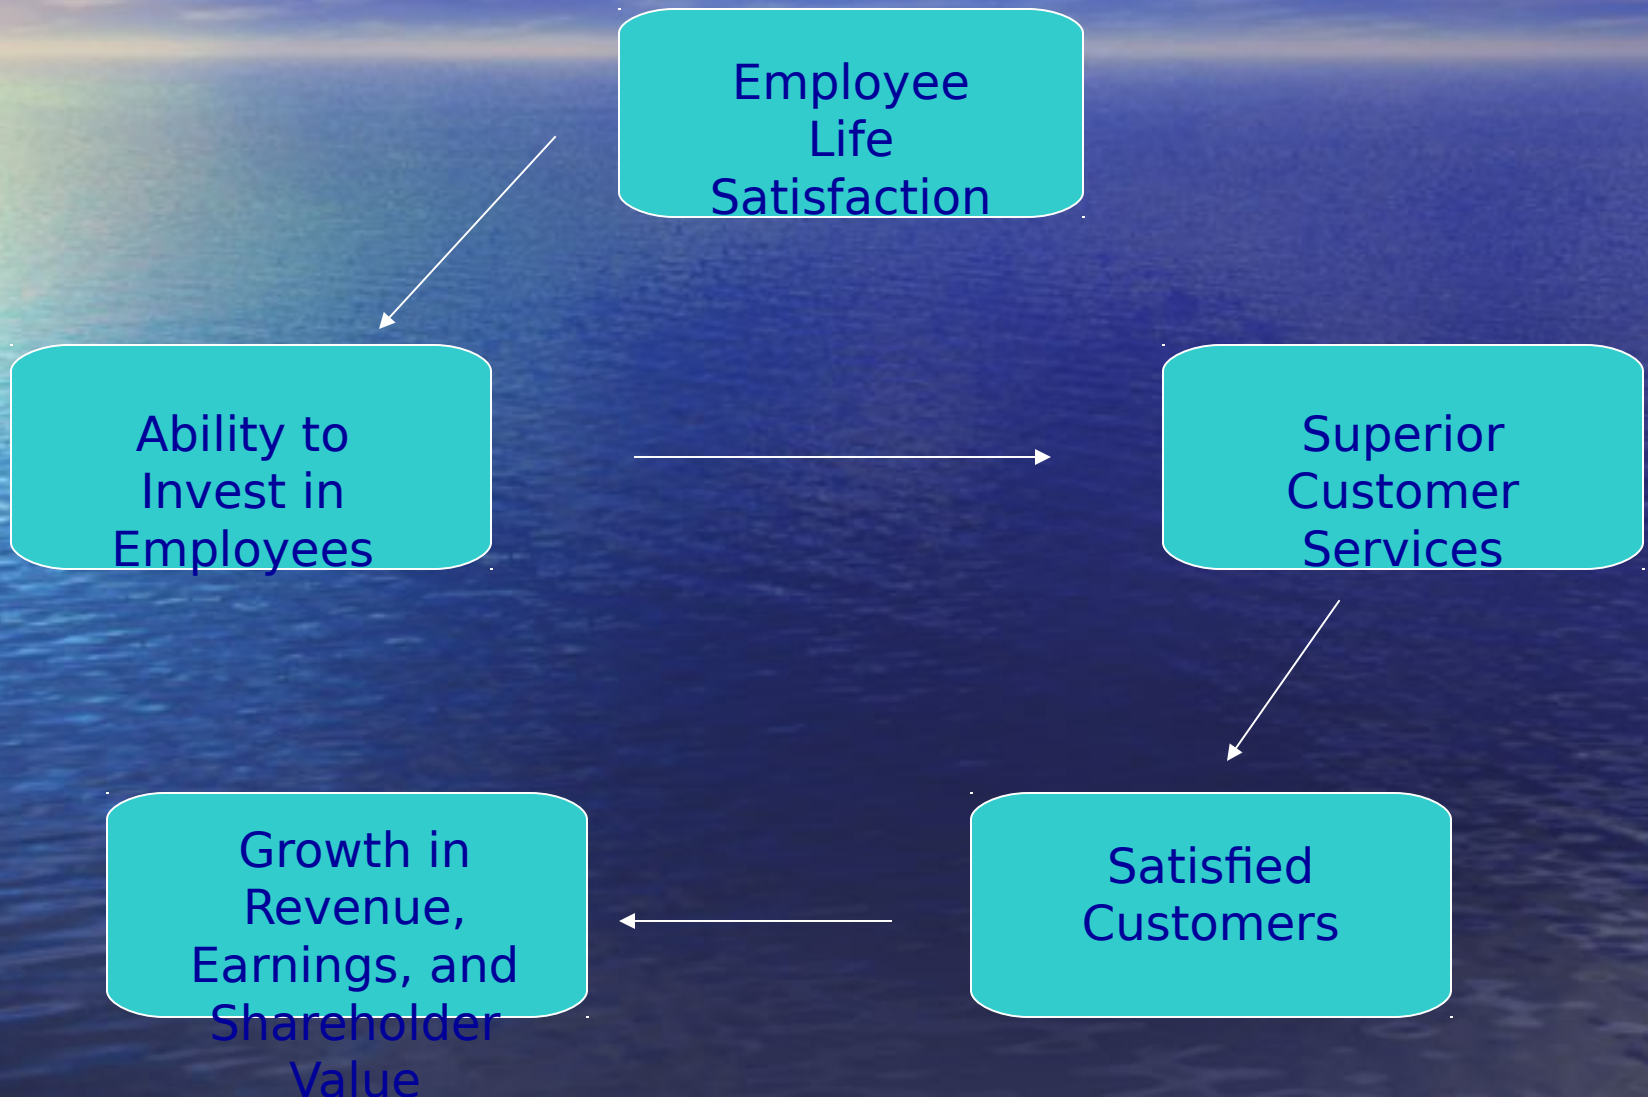 Employee
Life
Satisfaction
Ability to
Invest in
Employees
Superior
Customer
Services
Growth in
Revenue,
Earnings, and
Shareholder
Value
Satisfied
Customers